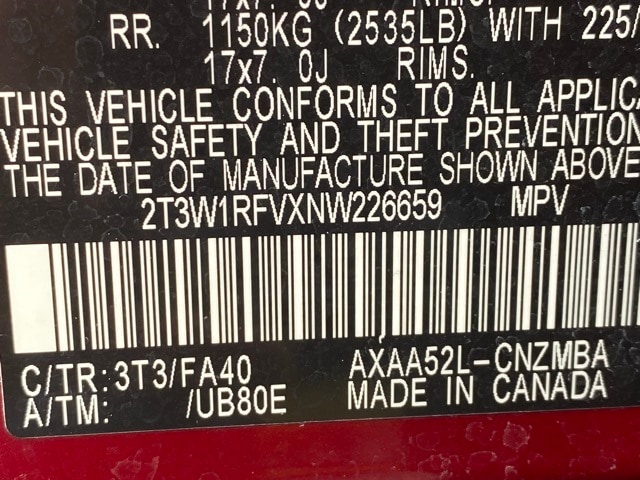 RR. 1150KG (2535LB) WITH 225/
17x7. 0J RIMS.
THIS VEHICLE CONFORMS TO ALL
VEHICLE SAFETY AND THEFT PREVENTION
THE DATE OF MANUFACTURE SHOWN ABOVE
2T3W1RFVXNW226659 MPV
C/TR: 3T3/FA40 AXAA52L-CNZMBA
A/TM: /UB80E MADE IN CANADA